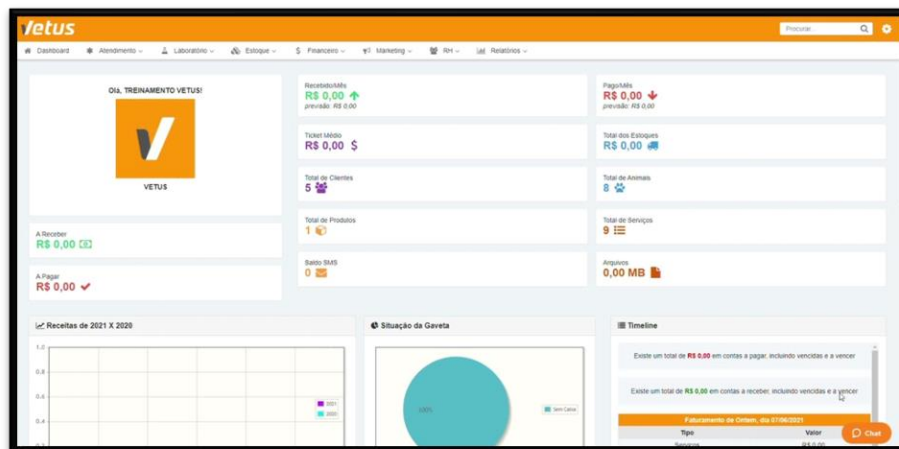 Vetus
Procurar...
Dashboard Atendimento Laboratório Estoque Financeiro Marketing RH Relatórios
Olá, TREINAMENTO VETUS!
VETUS
A Receber
R$ 0,00
A Pagar
R$ 0,00
Recebido/Mês
R$ 0,00
previsão: R$ 0,00
Pago/Mês
R$ 0,00
previsão: R$ 0,00
Ticket Médio
R$ 0,00
Total dos Estoques
R$ 0,00
Total de Clientes
5
Total de Animais
8
Total de Produtos
1
Total de Serviços
9
Saldo SMS
0
Arquivos
0,00 MB
Receitas de 2021 X 2020
1.2
0.8
0.6
0.4
0.2
2021
2020
Situação da Gaveta
100%
Sem Caixa
Timeline
Existe um total de R$ 0,00 em contas a pagar, incluindo vencidas e a vencer
Existe um total de R$ 0,00 em contas a receber, incluindo vencidas e a vencer
Faturamento de Ontem, dia 07/06/2021
Tipo Valor
Serviços R$ 0,00
Chat